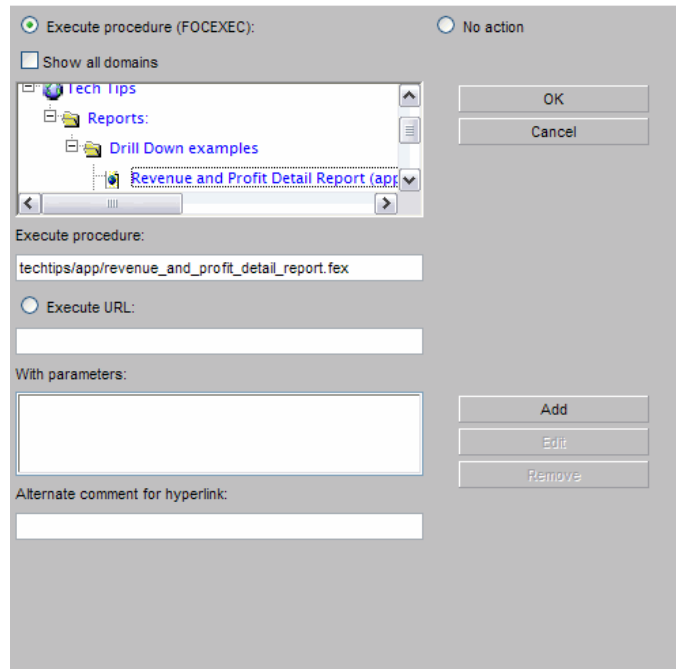 Execute procedure (FOCEXEC):
No action
Show all domains
Tech Tips
Reports:
Drill Down examples
Revenue and Profit Detail Report (app
OK
Cancel
Execute procedure:
techtips/app/revenue_and_profit_detail_report.fex
Execute URL:
With parameters:
Add
Edit
Remove
Alternate comment for hyperlink: